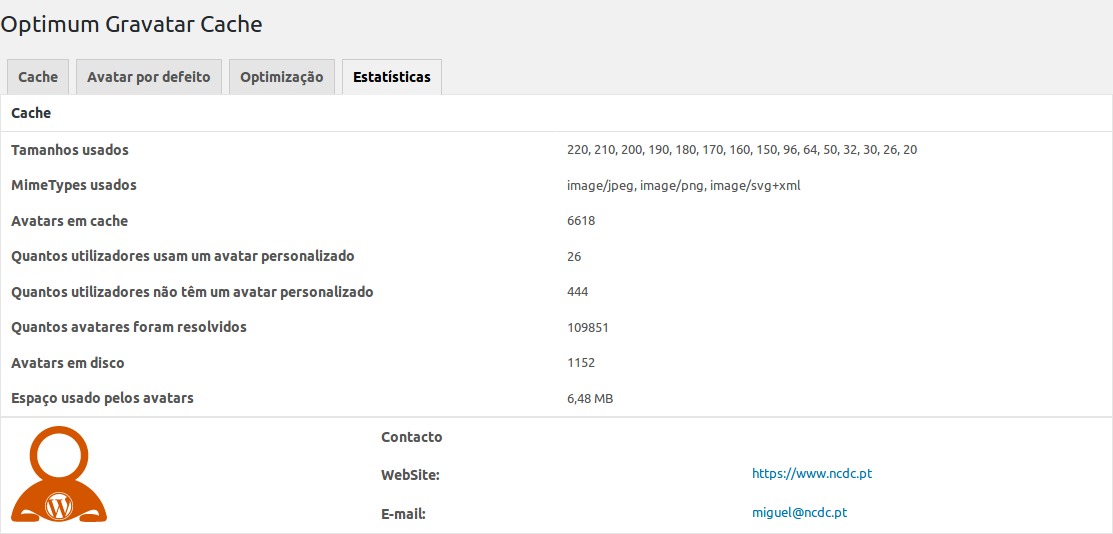 Optimum Gravatar Cache
Cache Avatar por defeito Optimização Estatísticas
Cache
Tamanhos usados 220, 210, 200, 190, 180, 170, 160, 150, 96, 64, 50, 32, 30, 26, 20
MimeTypes usados image/jpeg, image/png, image/svg+xml
Avatars em cache 6618
Quantos utilizadores usam um avatar personalizado 26
Quantos utilizadores não têm um avatar personalizado 444
Quantos avatares foram resolvidos 109851
Avatars em disco 1152
Espaço usado pelos avatars 6,48 MB
Contacto
WebSite: https://www.ncdc.pt
E-mail: miguel@ncdc.pt